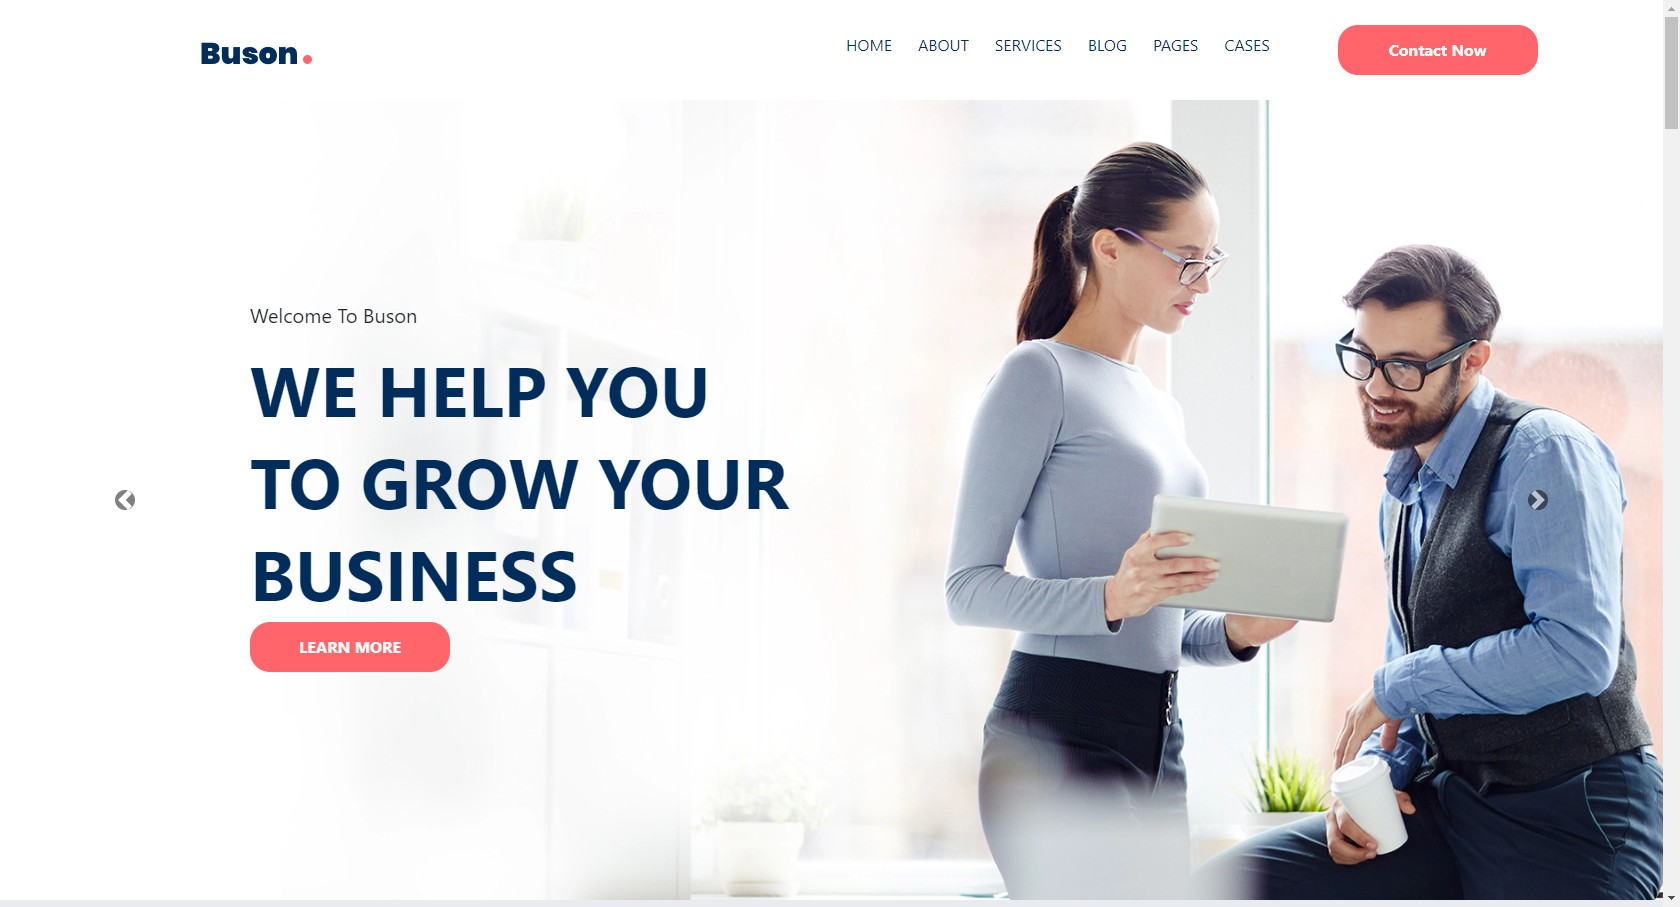 Buson.
HOME ABOUT SERVICES BLOG PAGES CASES
Contact Now
Welcome To Buson
WE HELP YOU
TO GROW YOUR
BUSINESS
LEARN MORE